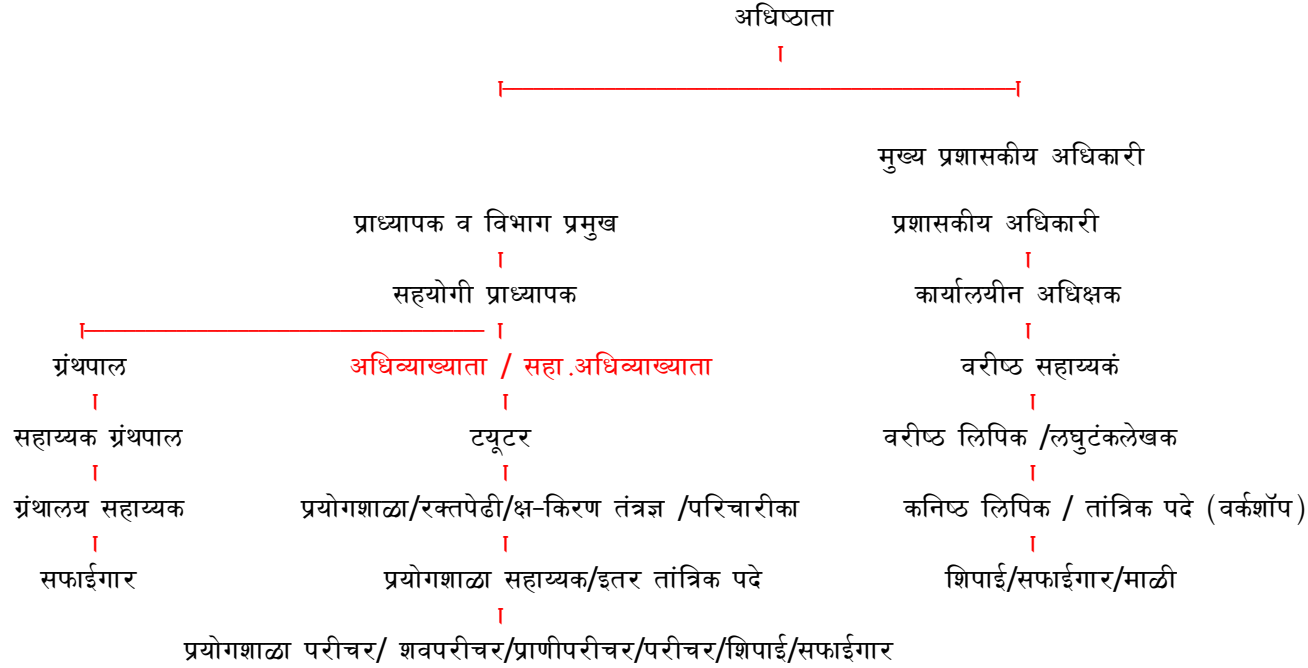 अधिष्ठाता
मुख्य प्रशासकीय अधिकारी
प्राध्यापक व विभाग प्रमुख प्रशासकीय अधिकारी
सहयोगी प्राध्यापक कार्यालयीन अधिक्षक
ग्रंथपाल अधिव्याख्याता / सहा.अधिव्याख्याता वरीष्ठ सहाय्यकं
सहाय्यक ग्रंथपाल टयूटर वरीष्ठ लिपिक /लघुटंकलेखक
ग्रंथालय सहाय्यक प्रयोगशाळा/रक्तपेढी/क्ष-किरण तंत्रज्ञ /परिचारीका कनिष्ठ लिपिक / तांत्रिक पदे (वर्कशॉप)
सफाईगार प्रयोगशाळा सहाय्यक/इतर तांत्रिक पदे शिपाई/सफाईगार/माळी
प्रयोगशाळा परीचर/ शवपरीचर/प्राणीपरीचर/परीचर/शिपाई/सफाईगार